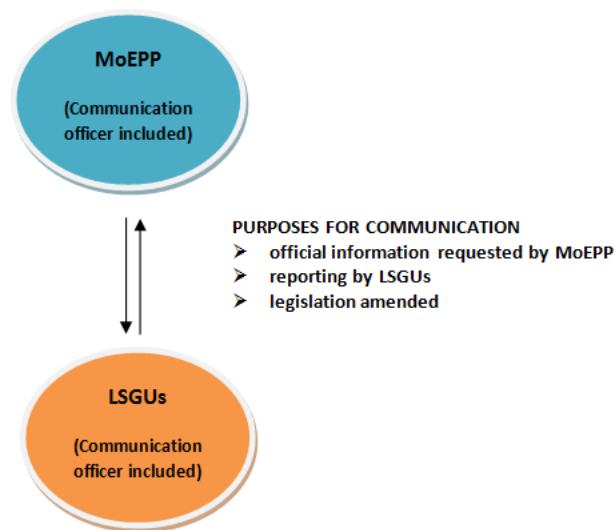 MoEPP
(Communication
officer included)
PURPOSES FOR COMMUNICATION
➢ official information requested by MoEPP
➢ reporting by LSGUs
➢ legislation amended
LSGUs
(Communication
officer included)